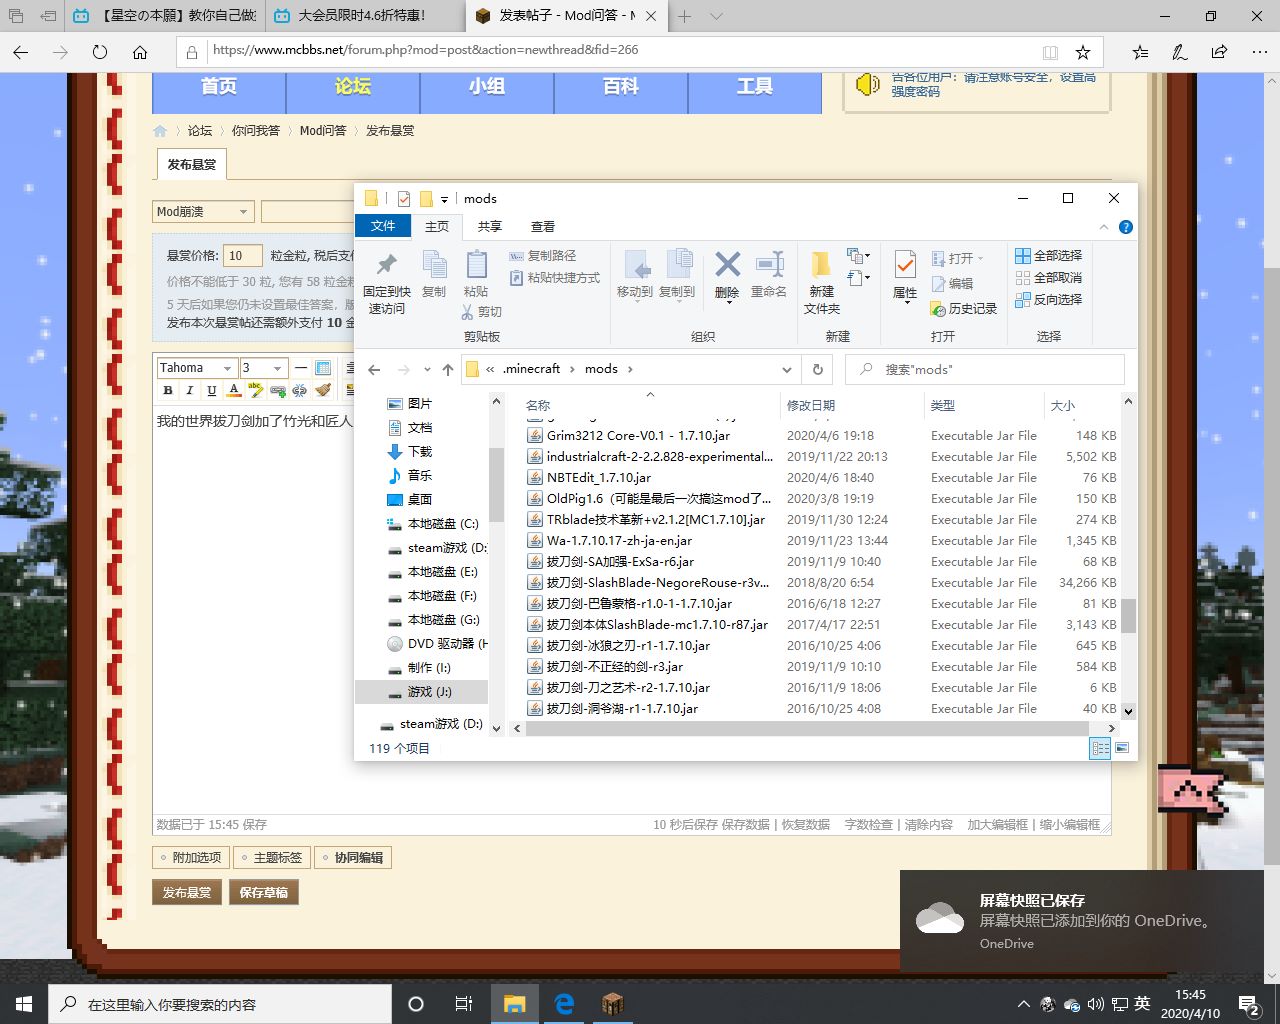 【星空の本願】教你自己做
大会员限时4.6折特惠!
发表帖子 - Mod问答 - M
https://www.mcbbs.net/forum.php?mod=post&action=newthread&fid=266
首页 论坛 小组 百科 工具
告各位用户：请注意账号安全，设置高
强度密码
论坛 › 你问我答 › Mod问答 › 发布悬赏
发布悬赏
Mod崩溃
悬赏价格: 10 粒金粒, 税后支
价格不能低于 30 粒, 您有 58 粒金
5 天后如果您仍未设置最佳答案，
发布本次悬赏帖还需额外支付 10
Tahoma 3
B I U A
我的世界拔刀剑加了竹光和匠人
mods
文件 主页 共享 查看
固定到快
速访问
复制
粘贴
复制路径
粘贴快捷方式
剪切
剪贴板
移动到 复制到 删除 重命名
组织
新建
文件夹
新建
属性
打开
编辑
历史记录
打开
全部选择
全部取消
反向选择
选择
« .minecraft › mods ›
搜索"mods"
名称 修改日期 类型 大小
图片
文档
下载
音乐
桌面
本地磁盘 (C:)
steam游戏 (D:
本地磁盘 (E:)
本地磁盘 (F:)
本地磁盘 (G:)
DVD 驱动器 (H
制作 (I:)
游戏 (J:)
steam游戏 (D:)
Grim3212 Core-V0.1 - 1.7.10.jar 2020/4/6 19:18 Executable Jar File 148 KB
industrialcraft-2-2.2.828-experimental... 2019/11/22 20:13 Executable Jar File 5,502 KB
NBTEdit_1.7.10.jar 2020/4/6 18:40 Executable Jar File 76 KB
OldPig1.6（可能是最后一次搞这mod了... 2020/3/8 19:19 Executable Jar File 150 KB
TRblade技术革新+v2.1.2[MC1.7.10].jar 2019/11/30 12:24 Executable Jar File 274 KB
Wa-1.7.10.17-zh-ja-en.jar 2019/11/23 13:44 Executable Jar File 1,345 KB
拔刀剑-SA加强-ExSa-r6.jar 2019/11/9 10:40 Executable Jar File 68 KB
拔刀剑-SlashBlade-NegoreRouse-r3v... 2018/8/20 6:54 Executable Jar File 34,266 KB
拔刀剑-巴鲁蒙格-r1.0-1-1.7.10.jar 2016/6/18 12:27 Executable Jar File 81 KB
拔刀剑本体SlashBlade-mc1.7.10-r87.jar 2017/4/17 22:51 Executable Jar File 3,143 KB
拔刀剑-冰狼之刃-r1-1.7.10.jar 2016/10/25 4:06 Executable Jar File 645 KB
拔刀剑-不正经的剑-r3.jar 2019/11/9 10:10 Executable Jar File 584 KB
拔刀剑-刀之艺术-r2-1.7.10.jar 2016/11/9 18:06 Executable Jar File 6 KB
拔刀剑-洞爷湖-r1-1.7.10.jar 2016/10/25 4:08 Executable Jar File 40 KB
119 个项目
数据已于 15:45 保存
10 秒后保存 保存数据 | 恢复数据 字数检查 | 清除内容 加大编辑框 | 缩小编辑框
附加选项 主题标签 协同编辑
发布悬赏 保存草稿
屏幕快照已保存
屏幕快照已添加到你的 OneDrive。
OneDrive
在这里输入你要搜索的内容
英
15:45
2020/4/10
2